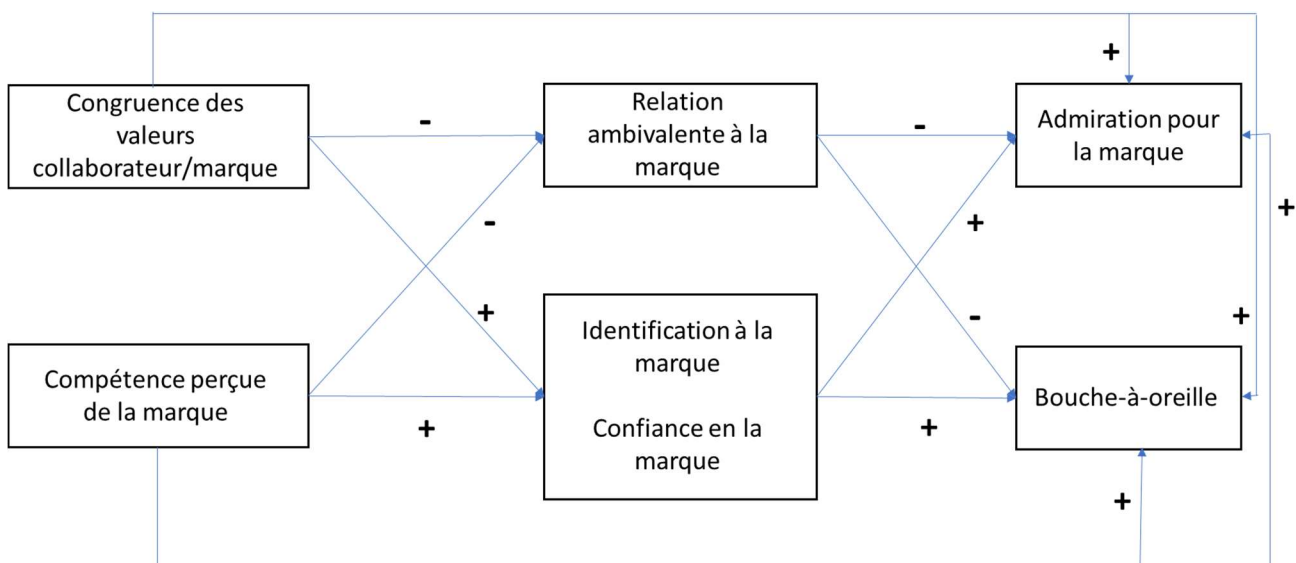 +
Congruence des
valeurs
collaborateur/marque
-
Relation
ambivalente à la
marque
-
Admiration pour
la marque
-
+
+
+
-
+
Compétence perçue
de la marque
+
Identification à la
marque
Confiance en la
marque
+
Bouche-à-oreille
+